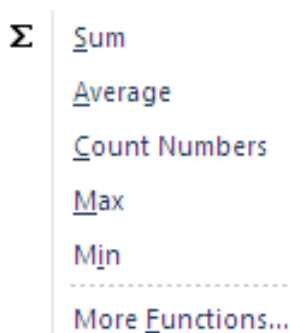 Σ Sum
Average
Count Numbers
Max
Min
More Functions...